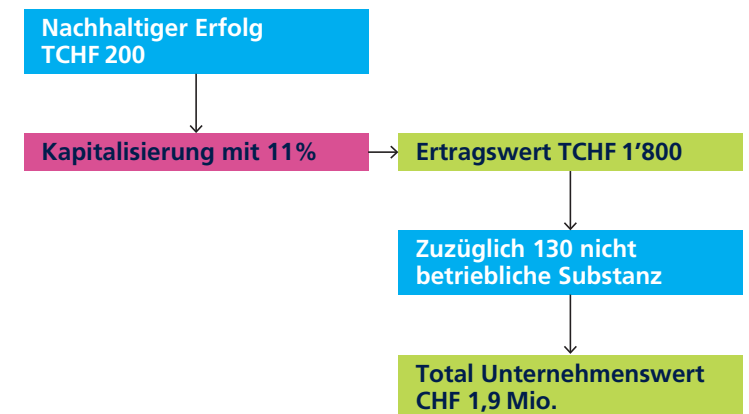 Nachhaltiger Erfolg
TCHF 200
Kapitalisierung mit 11%
Ertragswert TCHF 1’800
Zuzüglich 130 nicht
betriebliche Substanz
Total Unternehmenswert
CHF 1,9 Mio.